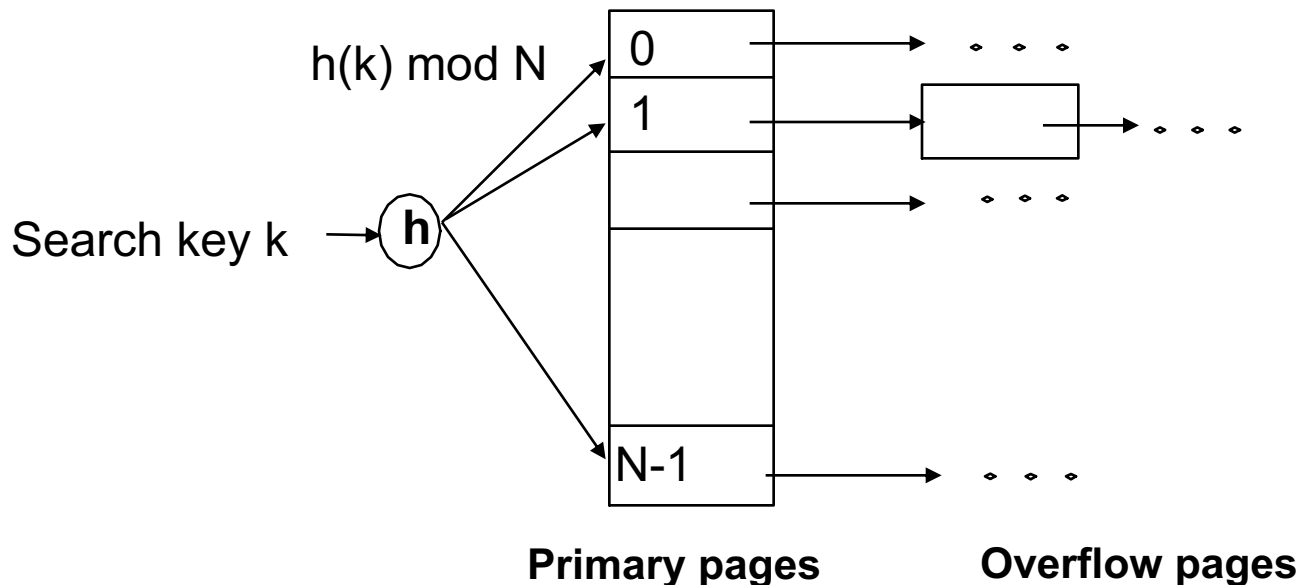 h(k) mod N
0
1
Search key k
h
N-1
Primary pages
Overflow pages